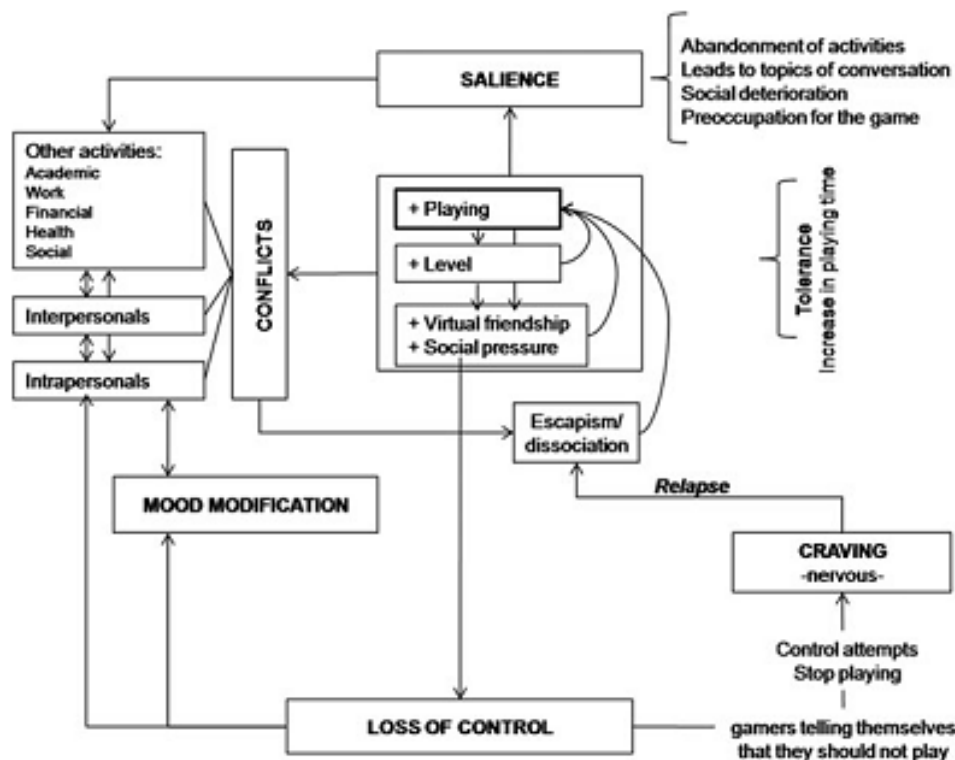 SALIENCE
Abandonment of activities
Leads to topics of conversation
Social deterioration
Preoccupation for the game
Other activities:
Academic
Work
Financial
Health
Social
Interpersonals
Intrapersonals
CONFLICTS
+ Playing
+ Level
+ Virtual friendship
+ Social pressure
Tolerance
Increase in playing time
Escapism/
dissociation
Relapse
MOOD MODIFICATION
CRAVING
-nervous-
Control attempts
Stop playing
LOSS OF CONTROL
gamers telling themselves
that they should not play